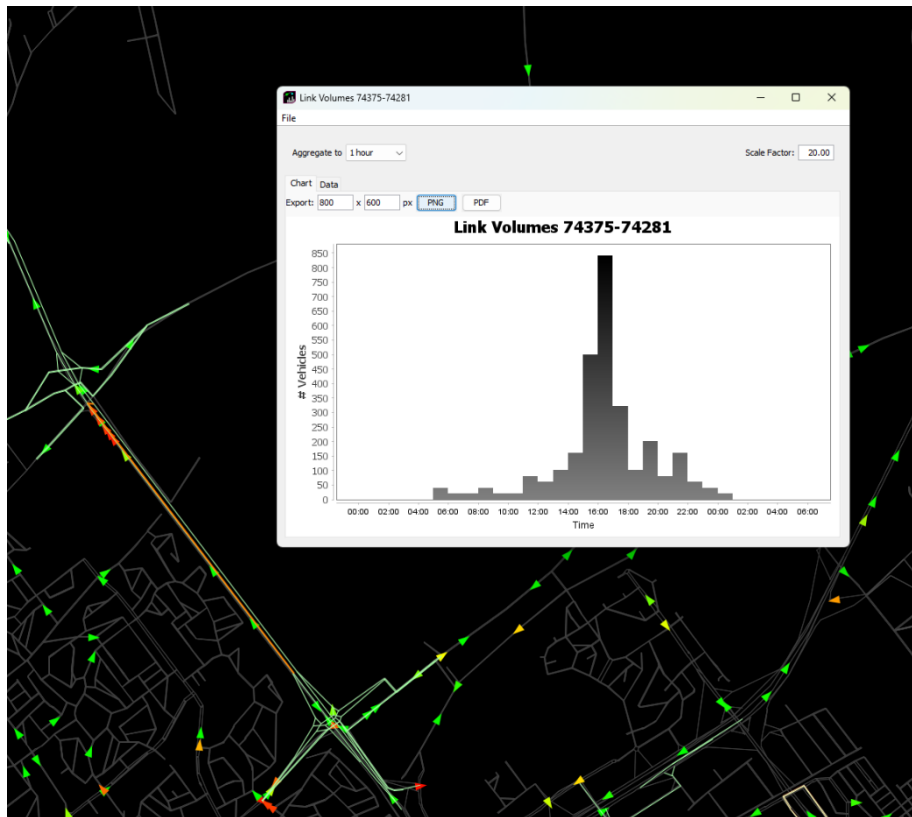 Link Volumes 74375-74281
File
Aggregate to 1 hour Scale Factor: 20.00
Chart Data
Export: 800 x 600 px PNG PDF
Link Volumes 74375-74281
850
800
750
700
650
600
550
500
450
400
350
300
250
200
150
100
50
0
# Vehicles
00:00 02:00 04:00 06:00 08:00 10:00 12:00 14:00 16:00 18:00 20:00 22:00 00:00 02:00 04:00 06:00
Time